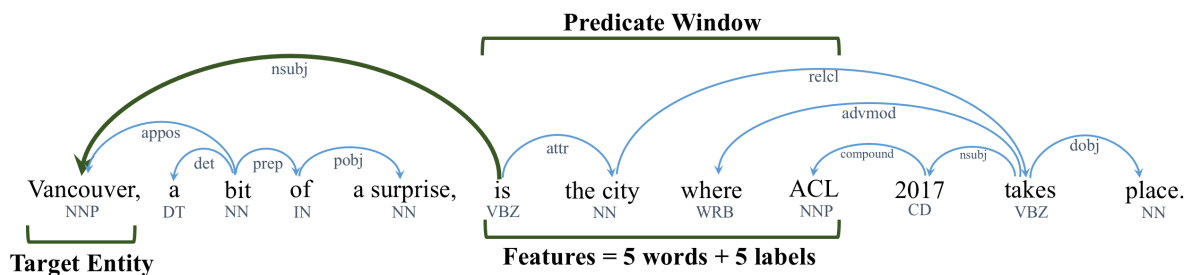 Predicate Window
nsubj
relcl
appos
advmod
det
prep
pobj
attr
compound
nsubj
dobj
Vancouver, a bit of a surprise, is the city where ACL 2017 takes place.
NNP DT NN IN NN VBZ NN WRB NNP CD VBZ NN
Target Entity
Features = 5 words + 5 labels